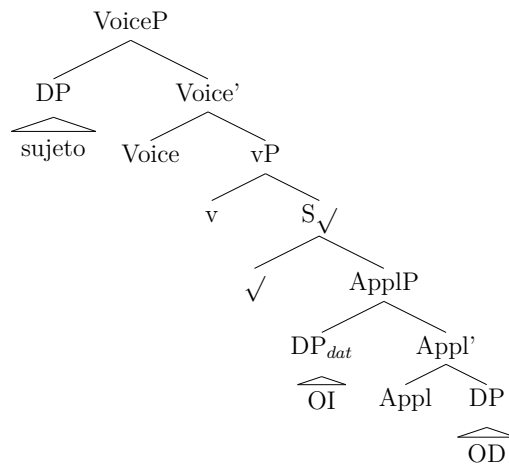 VoiceP
DP Voice'
sujeto Voice vP
v S√
√ ApplP
DP_dat Appl'
OI Appl DP
OD